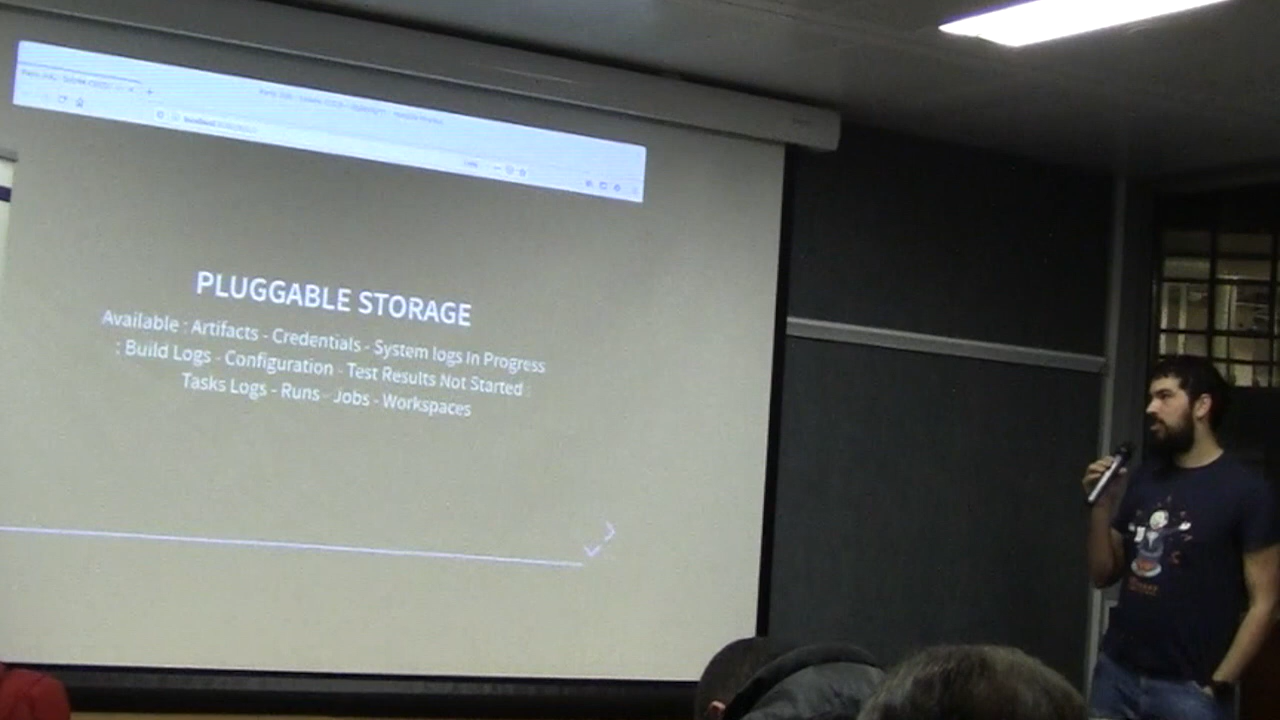 localhost
PLUGGABLE STORAGE
Available : Artifacts - Credentials - System logs In Progress
: Build Logs - Configuration - Test Results Not Started :
Tasks Logs - Runs - Jobs - Workspaces